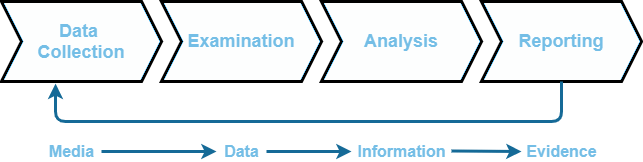 Data
Collection
Examination
Analysis
Reporting
Media
Data
Information
Evidence